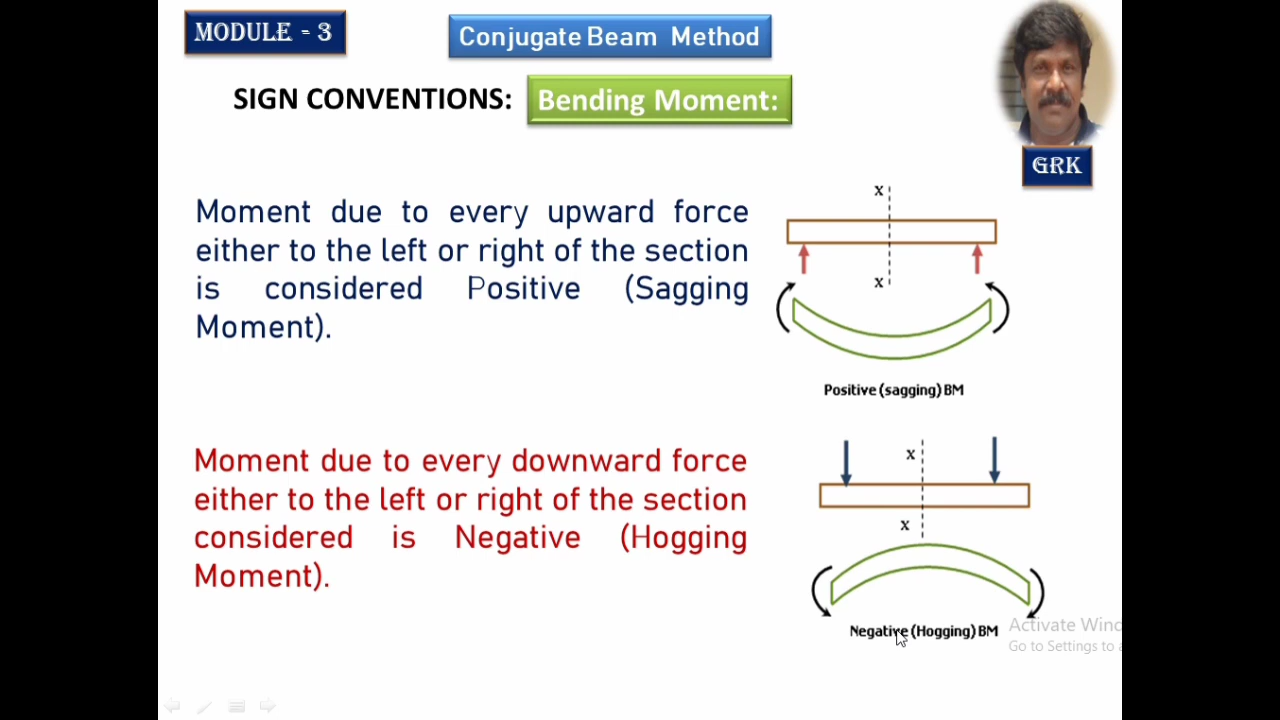 MODULE - 3
Conjugate Beam Method
SIGN CONVENTIONS:
Bending Moment:
GRK
Moment due to every upward force
either to the left or right of the section
is considered Positive (Sagging
Moment).
x
x
Positive (sagging) BM
Moment due to every downward force
either to the left or right of the section
considered is Negative (Hogging
Moment).
x
x
Negative (Hogging) BM
Activate Winc
Go to Settings to a